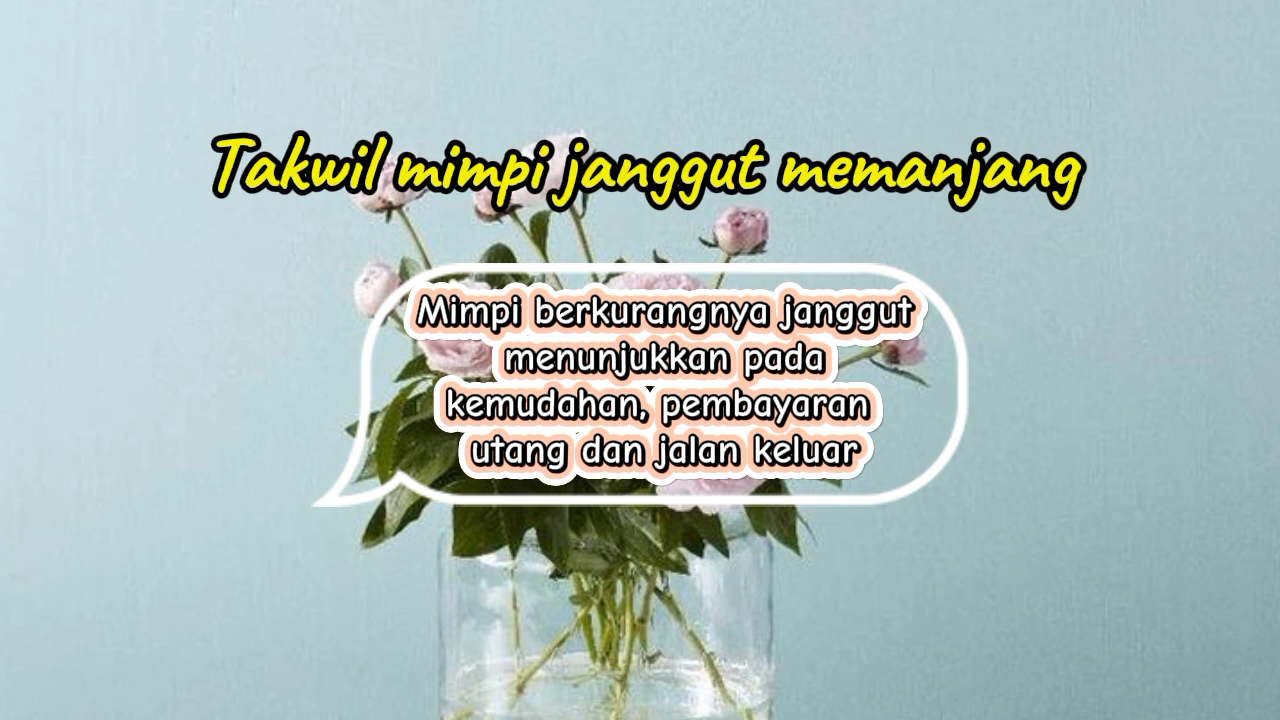 Takwil mimpi janggut memanjang
Mimpi berkurangnya janggut
menunjukkan pada
kemudahan, pembayaran
utang dan jalan keluar